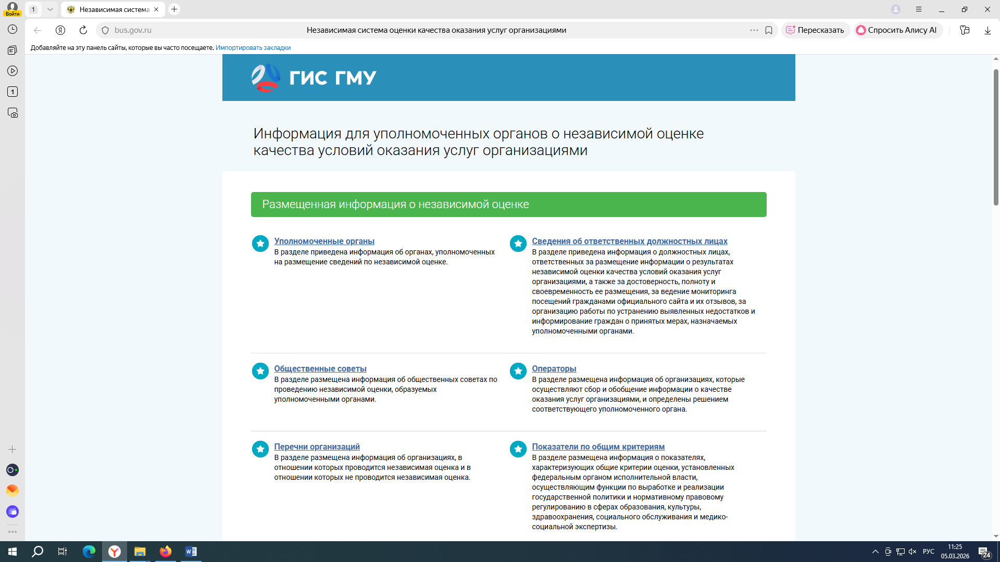 Войти
1
Независимая система
bus.gov.ru
Независимая система оценки качества оказания услуг организациями
Пересказать
Спросить Алису AI
Добавляйте на эту панель сайты, которые вы часто посещаете. Импортировать закладки
1
ГИС ГМУ
Информация для уполномоченных органов о независимой оценке
качества условий оказания услуг организациями
Размещенная информация о независимой оценке
Уполномоченные органы
В разделе приведена информация об органах, уполномоченных
на размещение сведений по независимой оценке.
Сведения об ответственных должностных лицах
В разделе приведена информация о должностных лицах,
ответственных за размещение информации о результатах
независимой оценки качества условий оказания услуг
организациями, а также за достоверность, полноту и
своевременность ее размещения, за ведение мониторинга
посещений гражданами официального сайта и их отзывов, за
организацию работы по устранению выявленных недостатков и
информирование граждан о принятых мерах, назначаемых
уполномоченными органами.
Общественные советы
В разделе размещена информация об общественных советах по
проведению независимой оценки, образуемых
уполномоченными органами.
Операторы
В разделе размещена информация об организациях, которые
осуществляют сбор и обобщение информации о качестве
оказания услуг организациями, и определены решением
соответствующего уполномоченного органа.
Перечни организаций
В разделе размещена информация об организациях, в
отношении которых проводится независимая оценка и в
отношении которых не проводится независимая оценка.
Показатели по общим критериям
В разделе размещена информация о показателях,
характеризующих общие критерии оценки, установленных
федеральным органом исполнительной власти,
осуществляющим функции по выработке и реализации
государственной политики и нормативному правовому
регулированию в сферах образования, культуры,
здравоохранения, социального обслуживания и медико-
социальной экспертизы.
РУС
11:25
05.03.2026
24